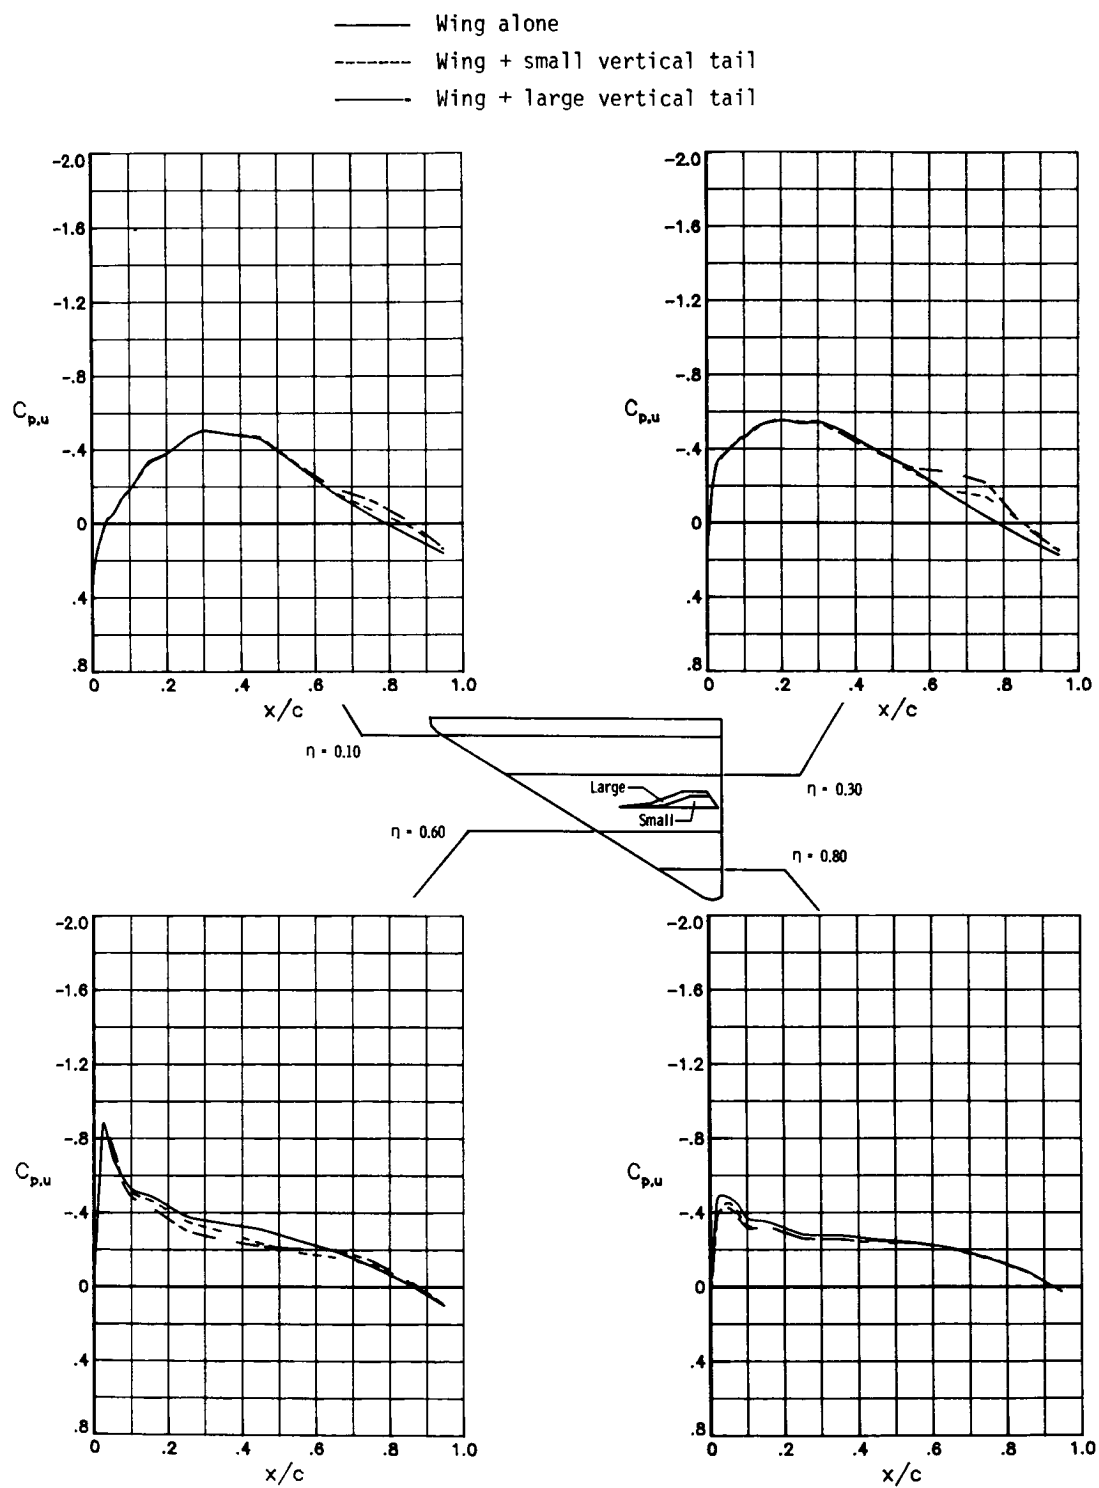 Wing alone
Wing + small vertical tail
Wing + large vertical tail
-2.0
-1.6
-1.2
-.8
C p,u
-.4
0
.4
.8
0 .2 .4 .6 .8 1.0
x/c
-2.0
-1.6
-1.2
-.8
C p,u
-.4
0
.4
.8
0 .2 .4 .6 .8 1.0
x/c
η = 0.10
η = 0.30
Large
Small
η = 0.60
η = 0.80
-2.0
-1.6
-1.2
-.8
C p,u
-.4
0
.4
.8
0 .2 .4 .6 .8 1.0
x/c
-2.0
-1.6
-1.2
-.8
C p,u
-.4
0
.4
.8
0 .2 .4 .6 .8 1.0
x/c